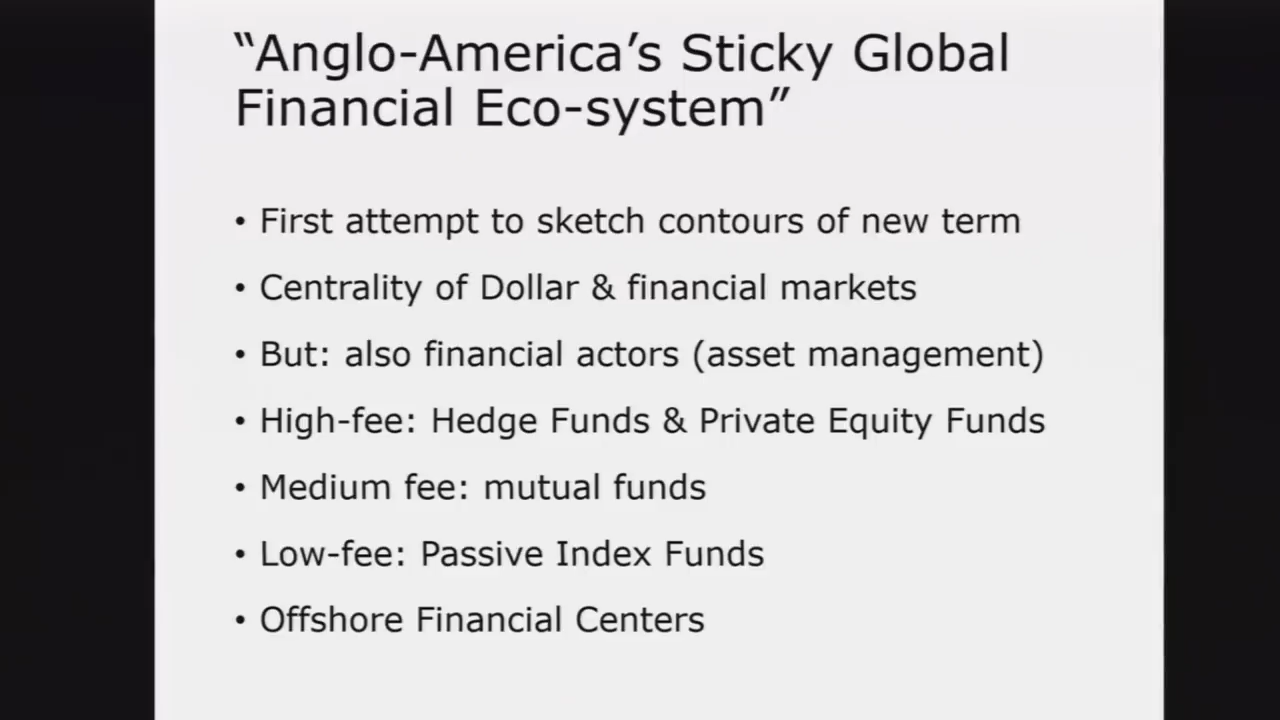 “Anglo-America’s Sticky Global
Financial Eco-system”
• First attempt to sketch contours of new term
• Centrality of Dollar & financial markets
• But: also financial actors (asset management)
• High-fee: Hedge Funds & Private Equity Funds
• Medium fee: mutual funds
• Low-fee: Passive Index Funds
• Offshore Financial Centers